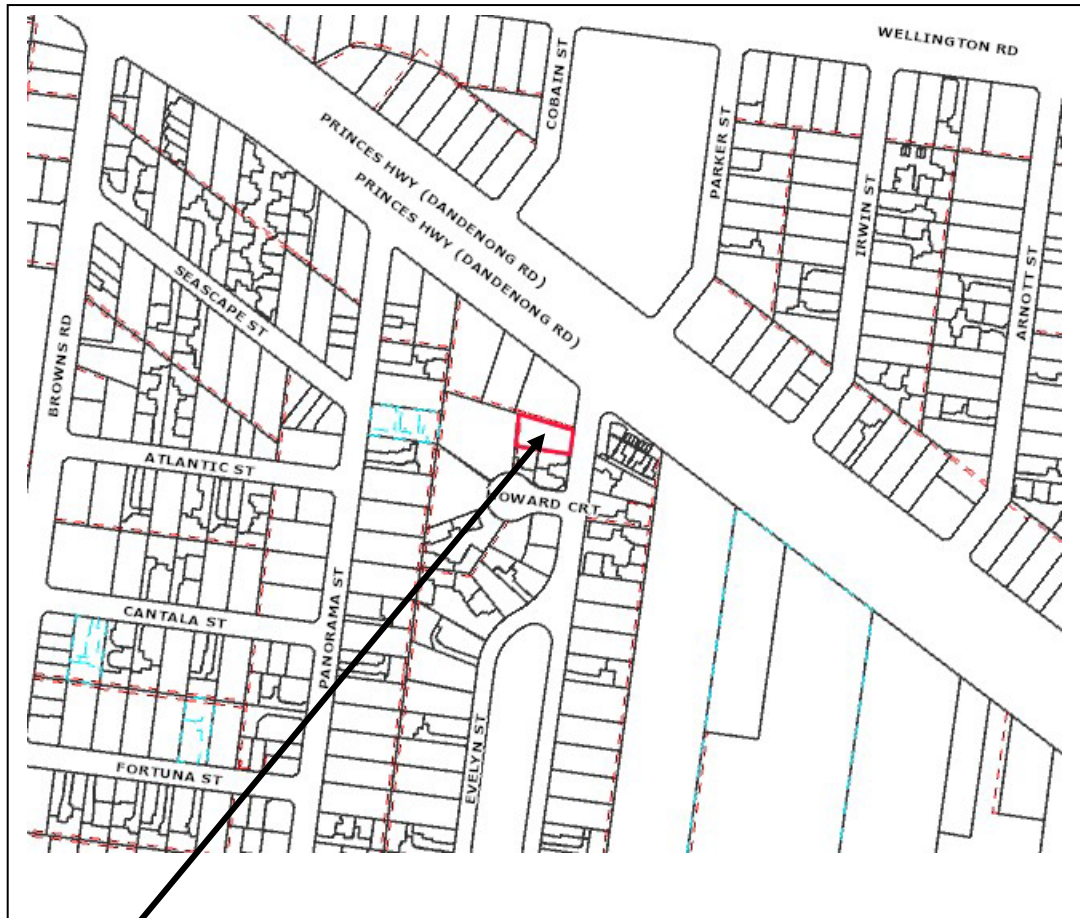 WELLINGTON RD
COBAIN ST
PRINCES HWY (DANDENONG RD)
PRINCES HWY (DANDENONG RD)
PARKER ST
IRWIN ST
ARNOTT ST
SEASCAPE ST
BROWNS RD
ATLANTIC ST
OWARD CRT
CANTALA ST
PANORAMA ST
EVELYN ST
FORTUNA ST